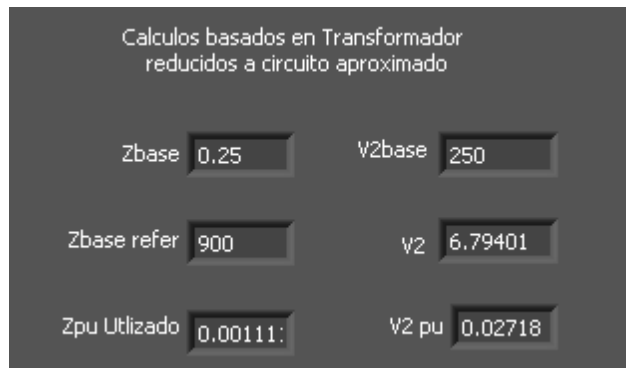 Calculos basados en Transformador
reducidos a circuito aproximado
Zbase 0.25 V2base 250
Zbase refer 900 V2 6.79401
Zpu Utlizado 0.00111 V2 pu 0.02718